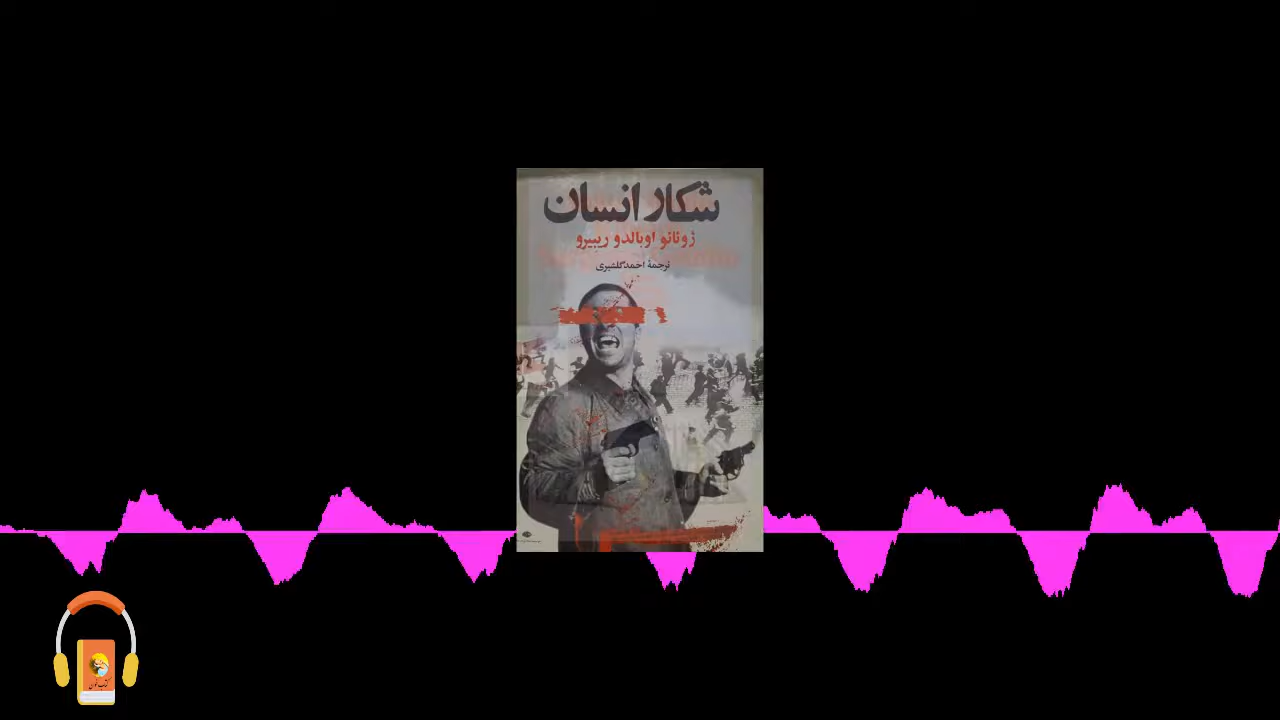 شکار انسان
ژوئائو اوبالدو ریبیرو
ترجمهٔ احمد گلشیری